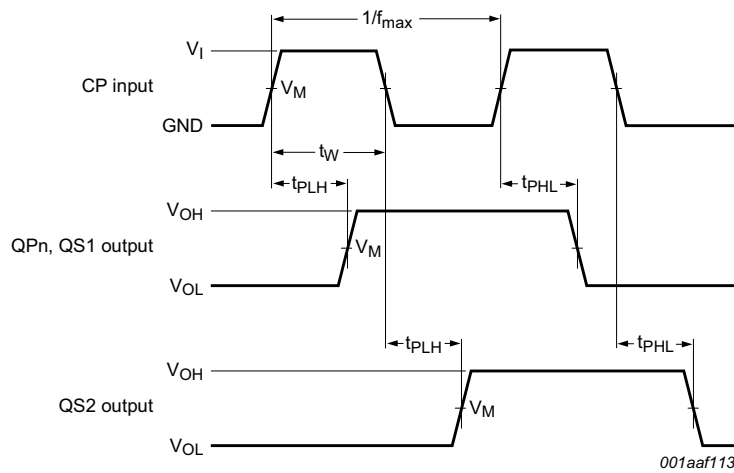 1/fmax
VI
CP input
VM
GND
tW
tPLH
tPHL
VOH
QPn, QS1 output
VM
VOL
tPLH
tPHL
VOH
QS2 output
VM
VOL
001aaf113